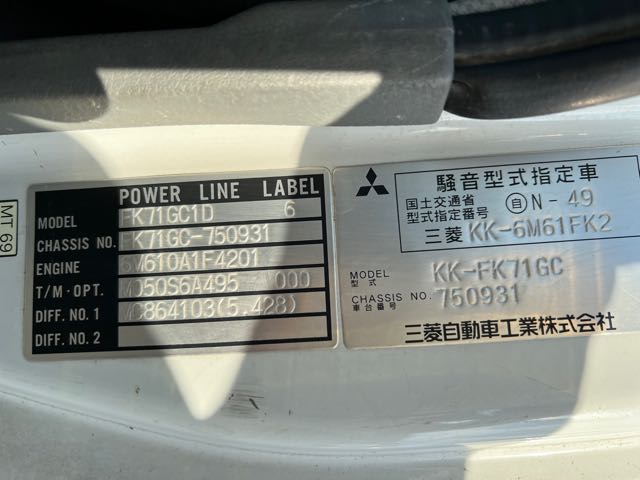 MT 69
POWER LINE LABEL
MODEL FK71GC1D 6
CHASSIS NO. FK71GC-750931
ENGINE 6M610A1F4201
T/M・OPT. MO50S6A495 000
DIFF. NO. 1 MC864103(5.428)
DIFF. NO. 2
騒音型式指定車
国土交通省
型式指定番号 自N-49
三菱 KK-6M61FK2
MODEL 型式 KK-FK71GC
CHASSIS NO. 車台番号 750931
三菱自動車工業株式会社